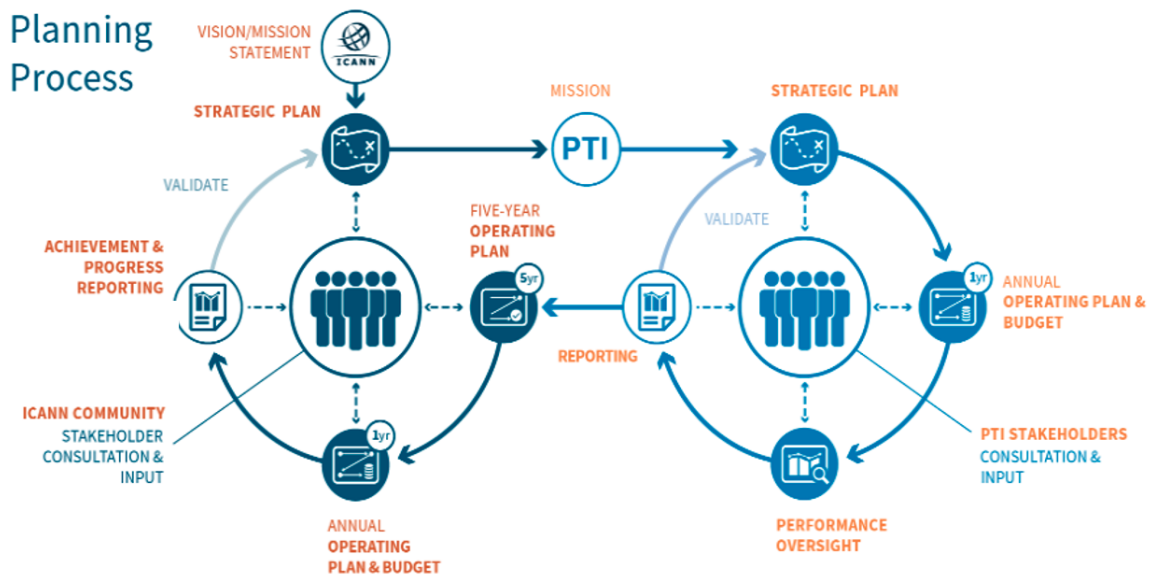 Planning
Process
VISION/MISSION
STATEMENT
ICANN
STRATEGIC PLAN
MISSION
PTI
STRATEGIC PLAN
VALIDATE
VALIDATE
FIVE-YEAR
OPERATING
PLAN
5yr
ACHIEVEMENT &
PROGRESS
REPORTING
1yr
ANNUAL
OPERATING PLAN &
BUDGET
REPORTING
ICANN COMMUNITY
STAKEHOLDER
CONSULTATION &
INPUT
1yr
PTI STAKEHOLDERS
CONSULTATION &
INPUT
ANNUAL
OPERATING
PLAN & BUDGET
PERFORMANCE
OVERSIGHT